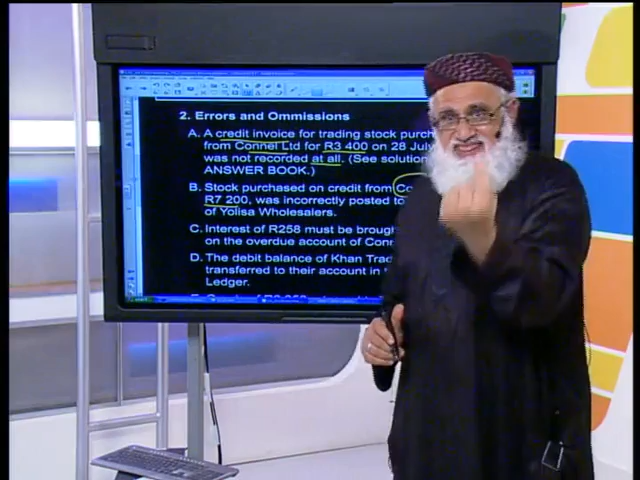 2. Errors and Ommissions
A. A credit invoice for trading stock purch
from Connel Ltd for R3 400 on 28 July
was not recorded at all. (See solution
ANSWER BOOK.)
B. Stock purchased on credit from Co
R7 200, was incorrectly posted to
of Yolisa Wholesalers.
C. Interest of R258 must be broug
on the overdue account of Con
D. The debit balance of Khan Trad
transferred to their account in t
Ledger.